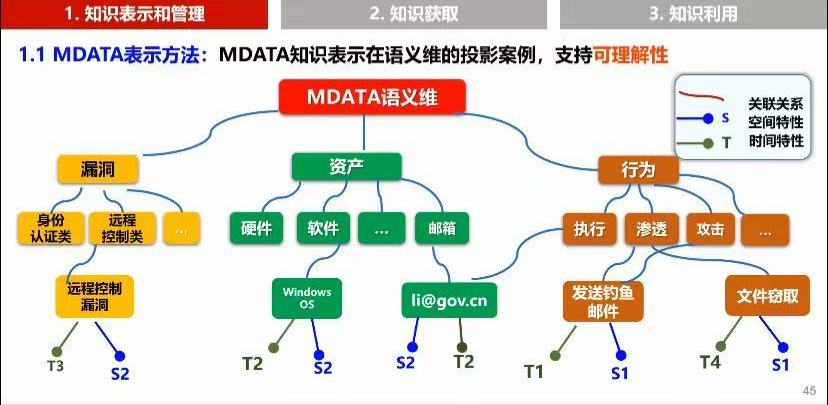 1. 知识表示和管理
2. 知识获取
3. 知识利用
1.1 MDATA表示方法：MDATA知识表示在语义维的投影案例，支持可理解性
MDATA语义维
关联关系
S 空间特性
T 时间特性
漏洞
资产
行为
身份
认证类
远程
控制类
...
硬件
软件
...
邮箱
执行
渗透
攻击
...
远程控制
漏洞
Windows
OS
li@gov.cn
发送钓鱼
邮件
文件窃取
T3
S2
T2
S2
S2
T2
T1
S1
T4
S1
45